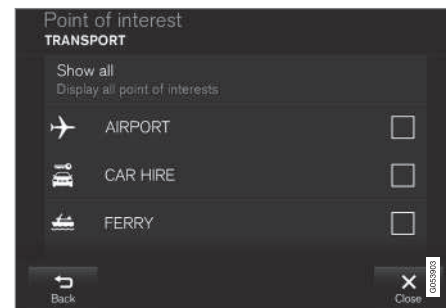 Point of interest
TRANSPORT
Show all
Display all point of interests
AIRPORT
CAR HIRE
FERRY
Back
Close
G053903